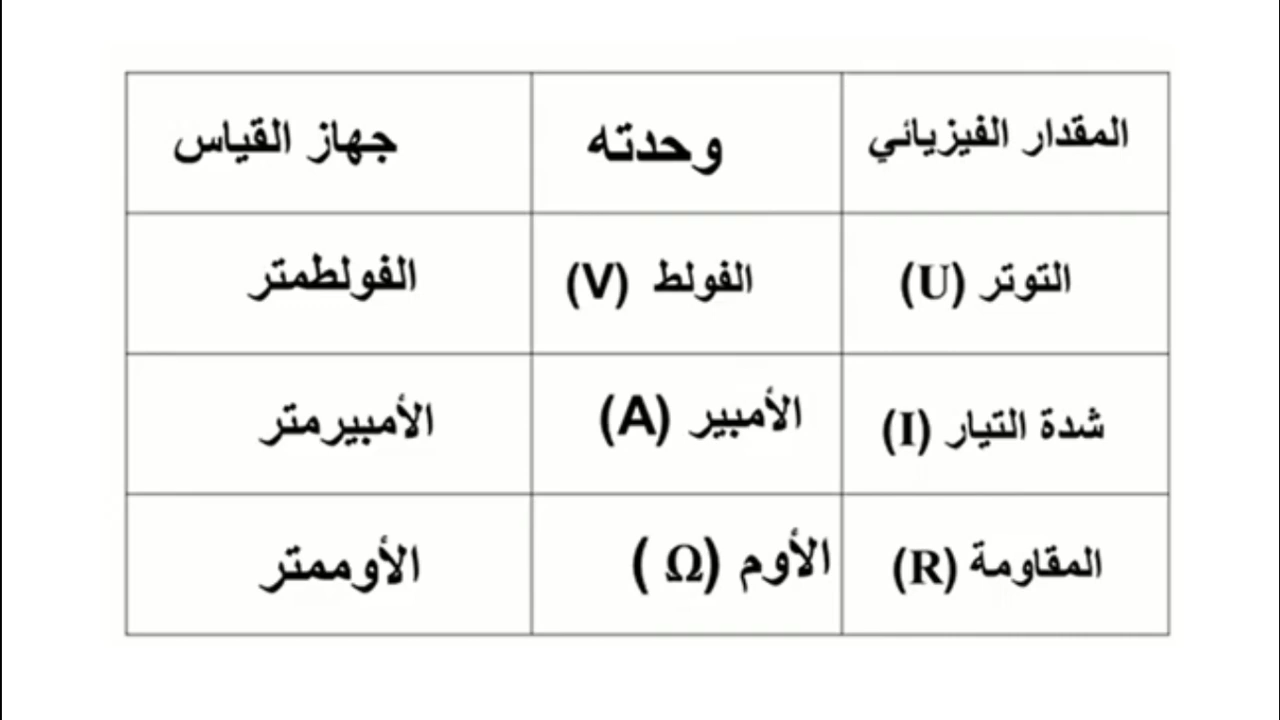 المقدار الفيزيائي وحدته جهاز القياس
التوتر (U) الفولط (V) الفولطمتر
شدة التيار (I) الأمبير (A) الأمبيرمتر
المقاومة (R) الأوم (Ω ) الأوممتر